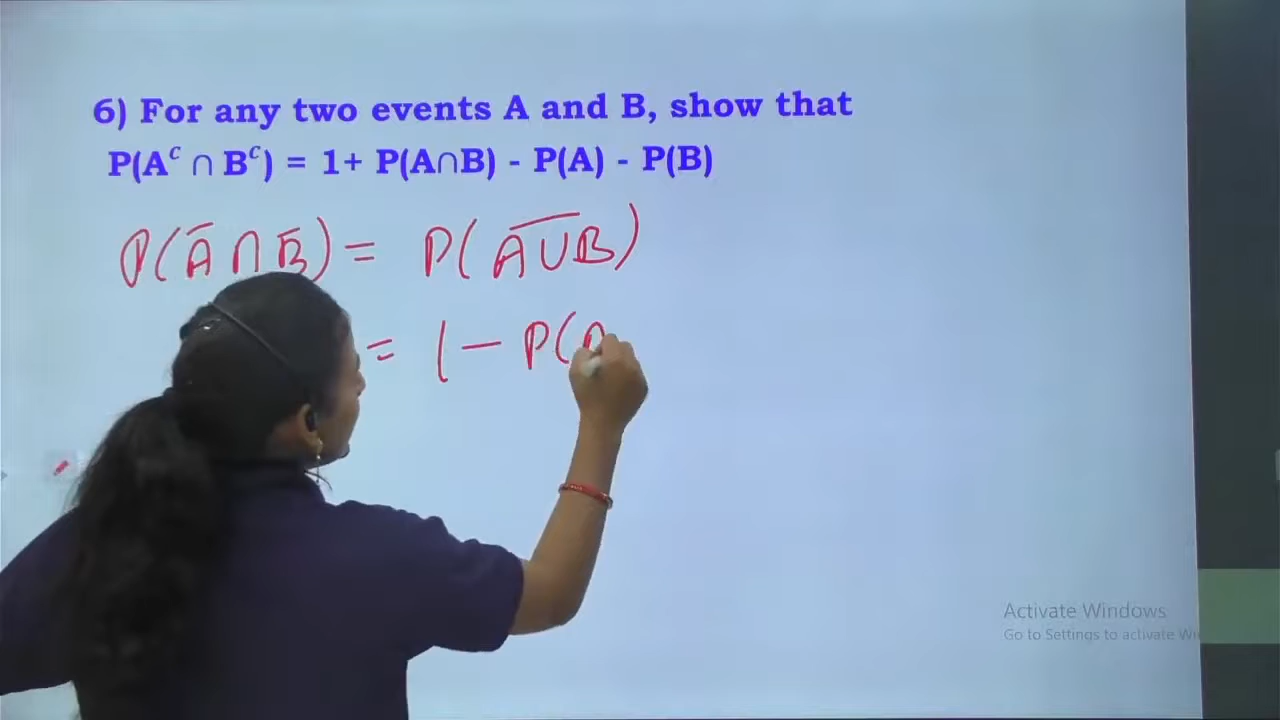 6) For any two events A and B, show that
P(Aᶜ ∩ Bᶜ) = 1+ P(A∩B) - P(A) - P(B)
P(A̅ ∩ B̅) = P(A̅ ̅∪̅ ̅B̅)
= 1 - P(A
Activate Windows
Go to Settings to activate Wi